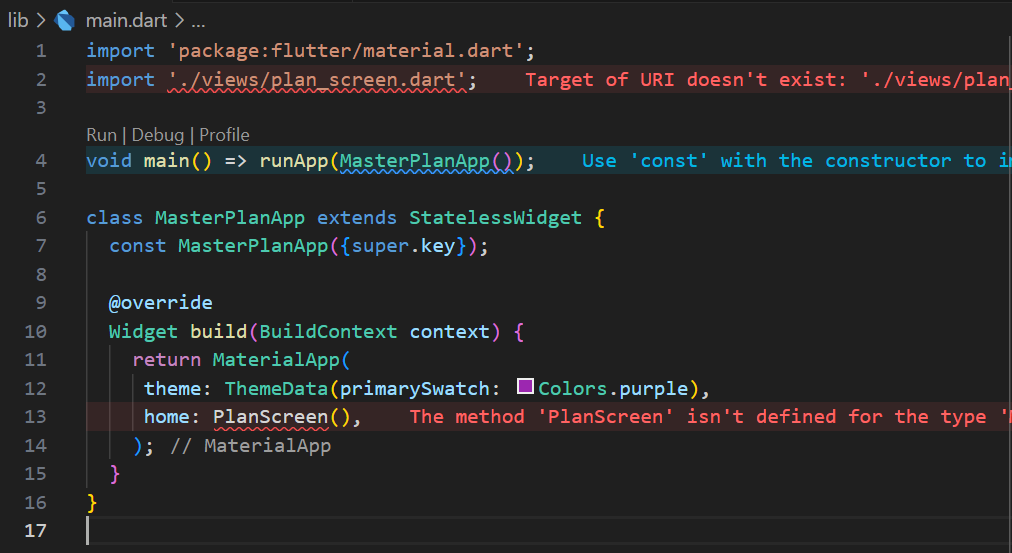 lib > main.dart > ...
1 import 'package:flutter/material.dart';
2 import './views/plan_screen.dart'; Target of URI doesn't exist: './views/plan_
3
Run | Debug | Profile
4 void main() => runApp(MasterPlanApp()); Use 'const' with the constructor to i
5
6 class MasterPlanApp extends StatelessWidget {
7 const MasterPlanApp({super.key});
8
9 @override
10 Widget build(BuildContext context) {
11 return MaterialApp(
12 theme: ThemeData(primarySwatch: Colors.purple),
13 home: PlanScreen(), The method 'PlanScreen' isn't defined for the type '
14 ); // MaterialApp
15 }
16 }
17